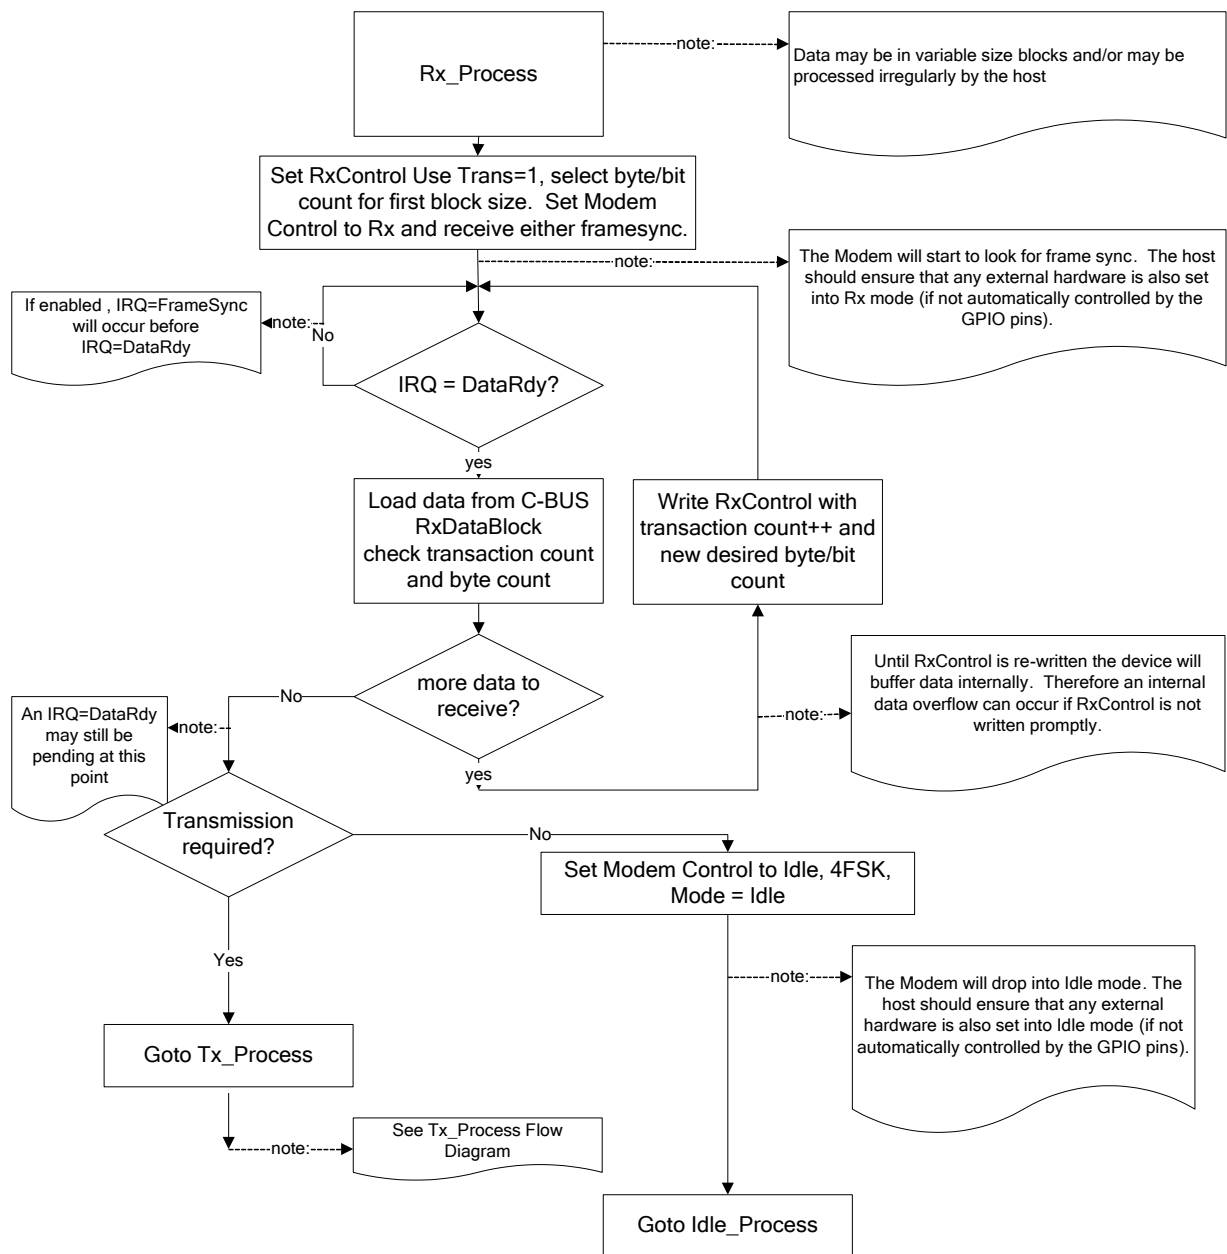 Rx_Process
note:
Data may be in variable size blocks and/or may be
processed irregularly by the host
Set RxControl Use Trans=1, select byte/bit
count for first block size.  Set Modem
Control to Rx and receive either framesync.
note:
The Modem will start to look for frame sync.  The host
should ensure that any external hardware is also set
into Rx mode (if not automatically controlled by the
GPIO pins).
If enabled , IRQ=FrameSync
will occur before
IRQ=DataRdy
note:
No
IRQ = DataRdy?
yes
Load data from C-BUS
RxDataBlock
check transaction count
and byte count
Write RxControl with
transaction count++ and
new desired byte/bit
count
more data to
receive?
No
yes
note:
Until RxControl is re-written the device will
buffer data internally.  Therefore an internal
data overflow can occur if RxControl is not
written promptly.
An IRQ=DataRdy
may still be
pending at this
point
note:
Transmission
required?
No
Set Modem Control to Idle, 4FSK,
Mode = Idle
Yes
note:
The Modem will drop into Idle mode. The
host should ensure that any external
hardware is also set into Idle mode (if not
automatically controlled by the GPIO pins).
Goto Tx_Process
note:
See Tx_Process Flow
Diagram
Goto Idle_Process